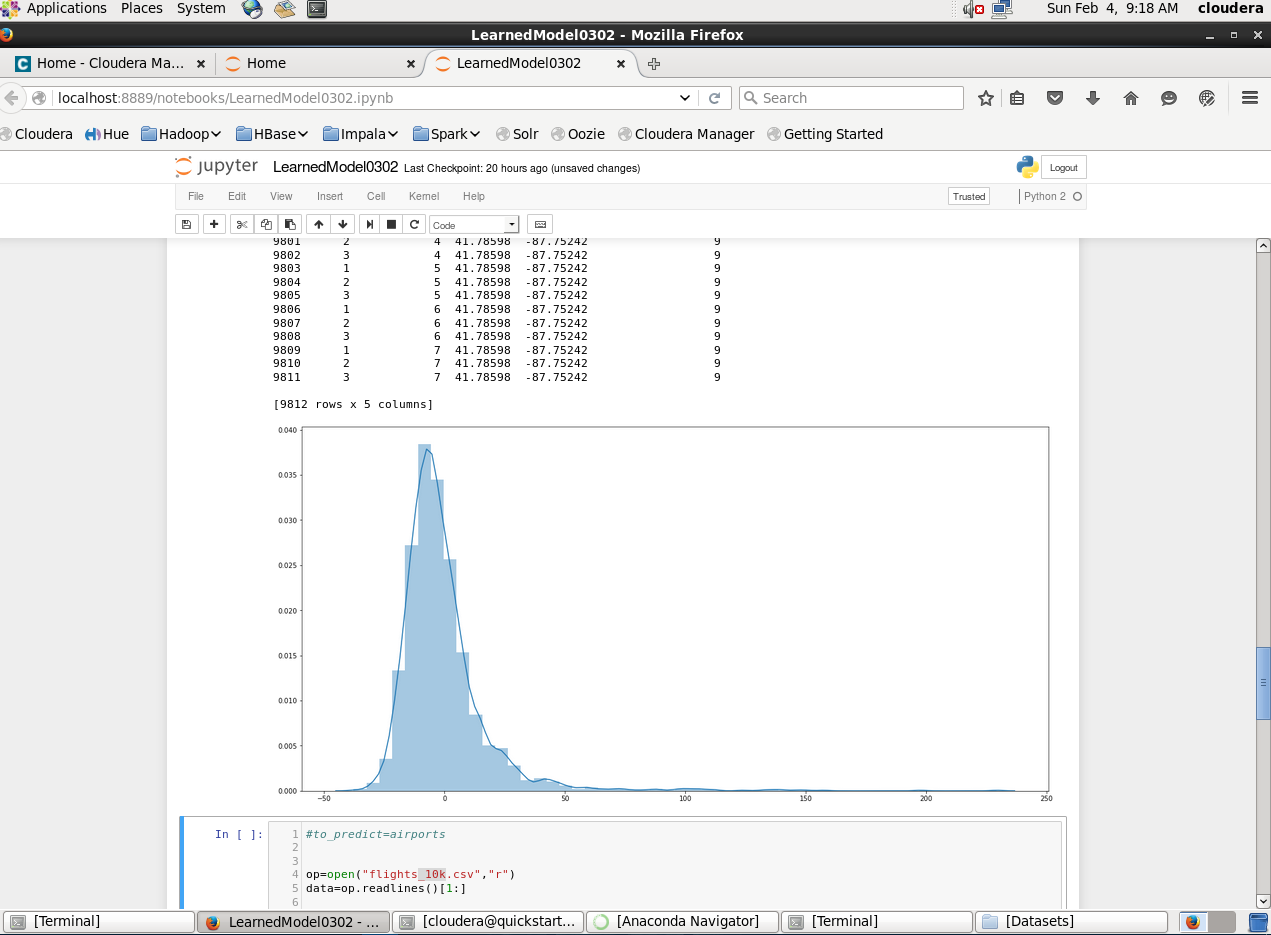 Applications Places System Sun Feb 4, 9:18 AM cloudera
LearnedModel0302 - Mozilla Firefox
Home - Cloudera Ma... Home LearnedModel0302
localhost:8889/notebooks/LearnedModel0302.ipynb Search
Cloudera Hue Hadoop HBase Impala Spark Solr Oozie Cloudera Manager Getting Started
jupyter LearnedModel0302 Last Checkpoint: 20 hours ago (unsaved changes) Logout
File Edit View Insert Cell Kernel Help Trusted Python 2
Code
9801 2 4 41.78598 -87.75242 9
9802 3 4 41.78598 -87.75242 9
9803 1 5 41.78598 -87.75242 9
9804 2 5 41.78598 -87.75242 9
9805 3 5 41.78598 -87.75242 9
9806 1 6 41.78598 -87.75242 9
9807 2 6 41.78598 -87.75242 9
9808 3 6 41.78598 -87.75242 9
9809 1 7 41.78598 -87.75242 9
9810 2 7 41.78598 -87.75242 9
9811 3 7 41.78598 -87.75242 9
[9812 rows x 5 columns]
0.040
0.035
0.030
0.025
0.020
0.015
0.010
0.005
0.000
−50 0 50 100 150 200 250
In [ ]: 1 #to_predict=airports
2
3
4 op=open("flights_10k.csv","r")
5 data=op.readlines()[1:]
6
[Terminal] LearnedModel0302 - ... [cloudera@quickstart... [Anaconda Navigator] [Terminal] [Datasets]